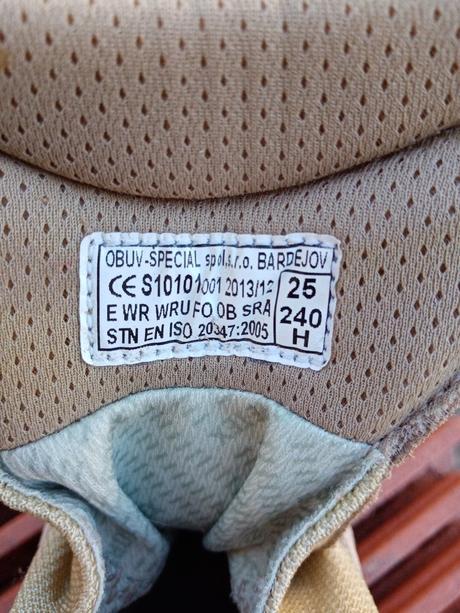 OBUV-SPECIAL spol.s.r.o. BARDEJOV
CE S10101001 2013/12
25
E WR WRU FO OB SRA
240
STN EN ISO 20347:2005
H